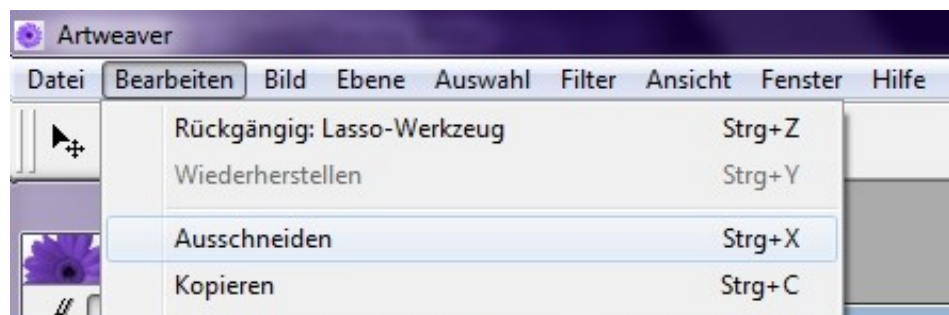 Artweaver
Datei Bearbeiten Bild Ebene Auswahl Filter Ansicht Fenster Hilfe
Rückgängig: Lasso-Werkzeug Strg+Z
Wiederherstellen Strg+Y
Ausschneiden Strg+X
Kopieren Strg+C